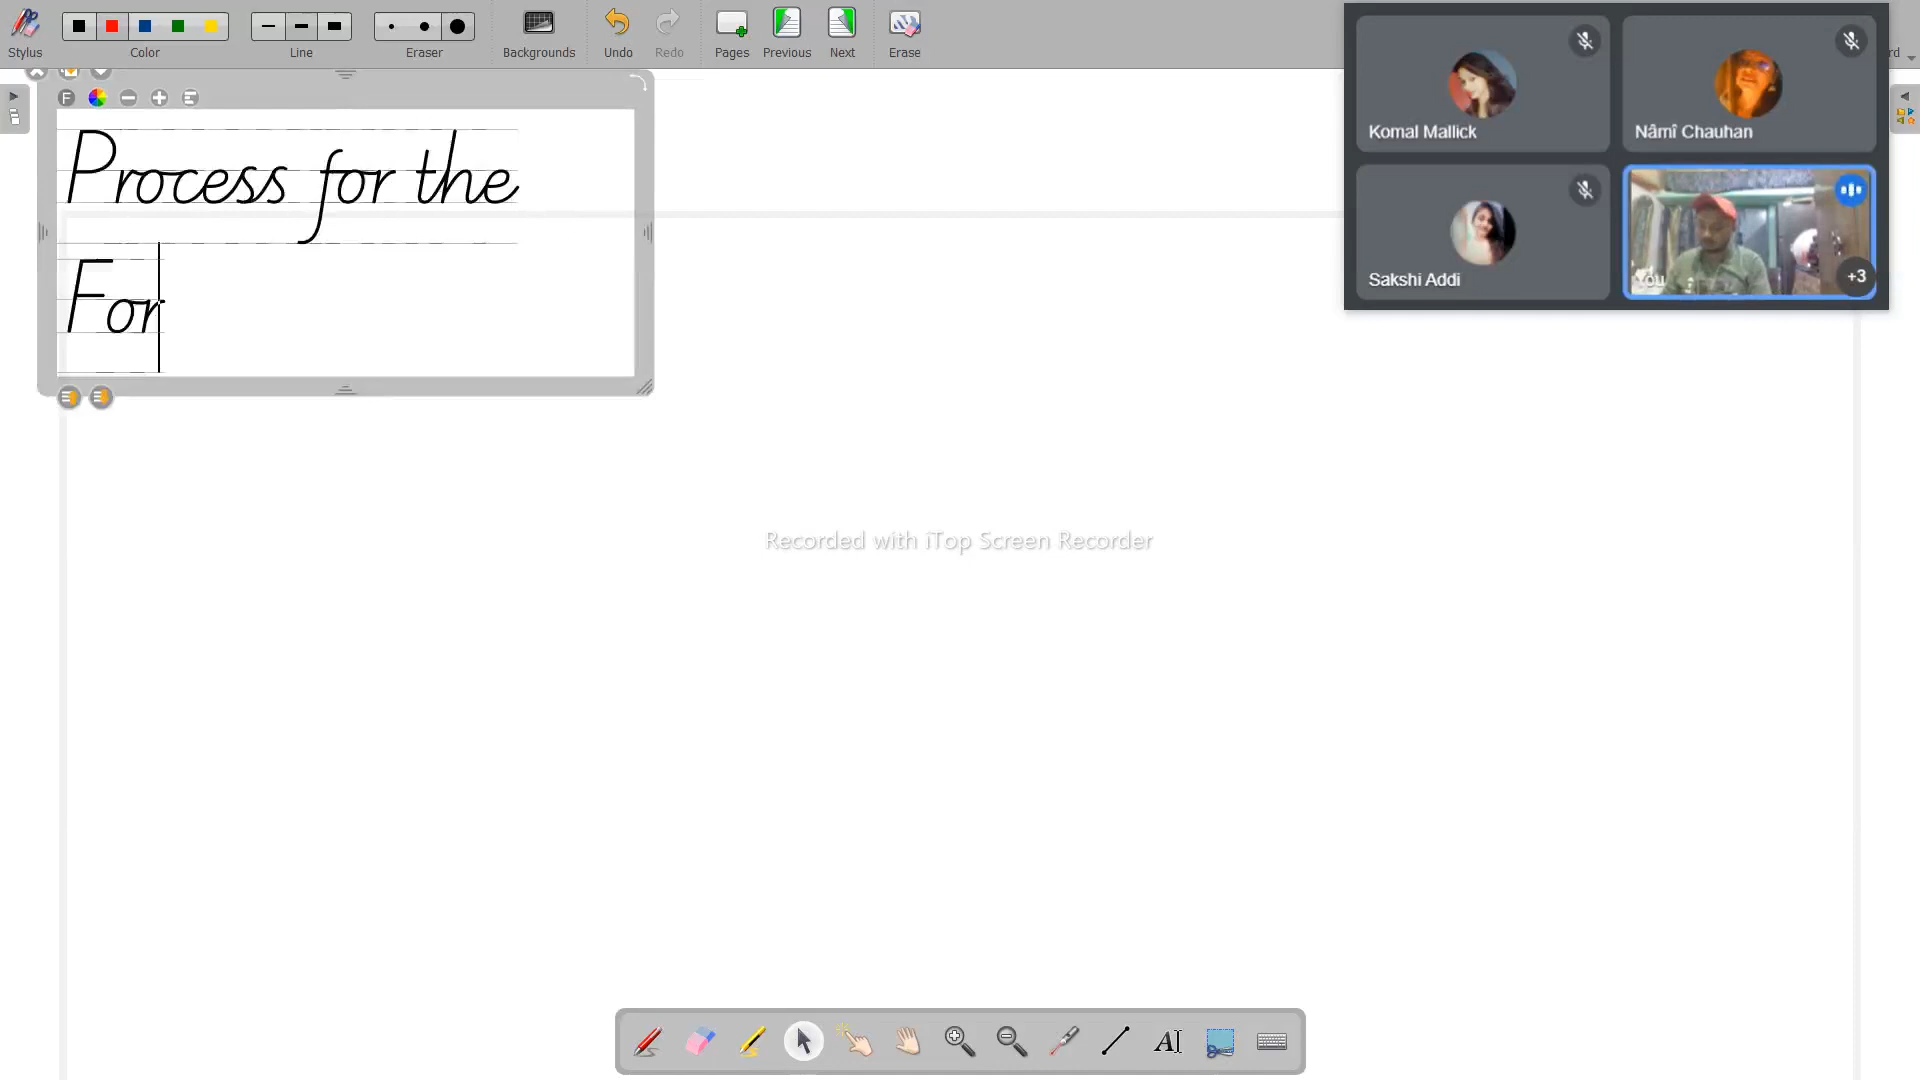 Stylus
Color
Line
Eraser
Backgrounds
Undo
Redo
Pages
Previous
Next
Erase
F
Process for the
For
Komal Mallick
Nâmî Chauhan
Sakshi Addi
You
+3
Recorded with iTop Screen Recorder